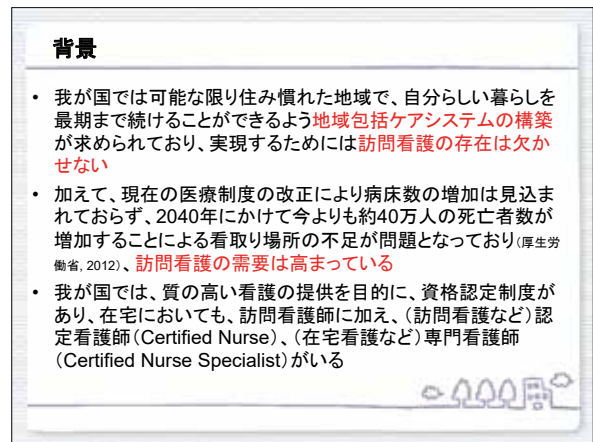 背景
• 我が国では可能な限り住み慣れた地域で、自分らしい暮らしを
最期まで続けることができるよう地域包括ケアシステムの構築
が求められており、実現するためには訪問看護の存在は欠か
せない
• 加えて、現在の医療制度の改正により病床数の増加は見込ま
れておらず、2040年にかけて今よりも約40万人の死亡者数が
増加することによる看取り場所の不足が問題となっており(厚生労
働省, 2012)、訪問看護の需要は高まっている
• 我が国では、質の高い看護の提供を目的に、資格認定制度が
あり、在宅においても、訪問看護師に加え、(訪問看護など)認
定看護師(Certified Nurse)、(在宅看護など)専門看護師
(Certified Nurse Specialist)がいる